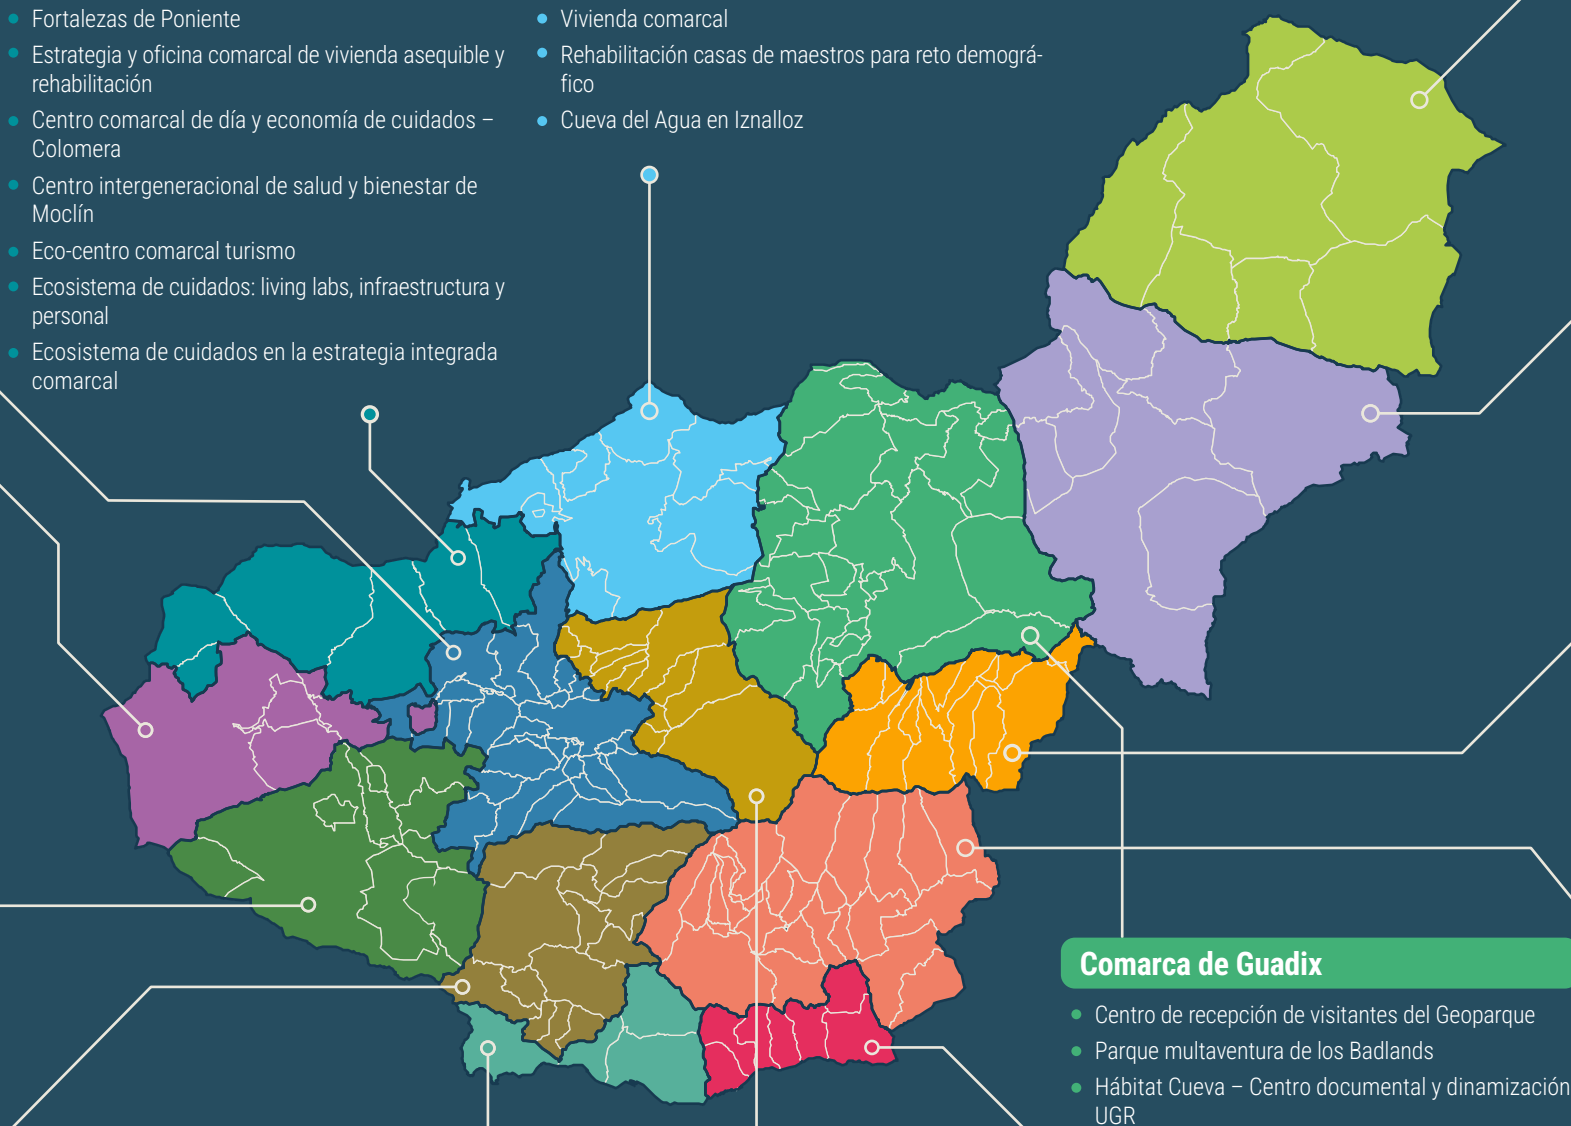 Fortalezas de Poniente
Estrategia y oficina comarcal de vivienda asequible y
rehabilitación
Centro comarcal de día y economía de cuidados –
Colomera
Centro intergeneracional de salud y bienestar de
Moclín
Eco-centro comarcal turismo
Ecosistema de cuidados: living labs, infraestructura y
personal
Ecosistema de cuidados en la estrategia integrada
comarcal
Vivienda comarcal
Rehabilitación casas de maestros para reto demográ-
fico
Cueva del Agua en Iznalloz
Comarca de Guadix
Centro de recepción de visitantes del Geoparque
Parque multaventura de los Badlands
Hábitat Cueva – Centro documental y dinamización
UGR